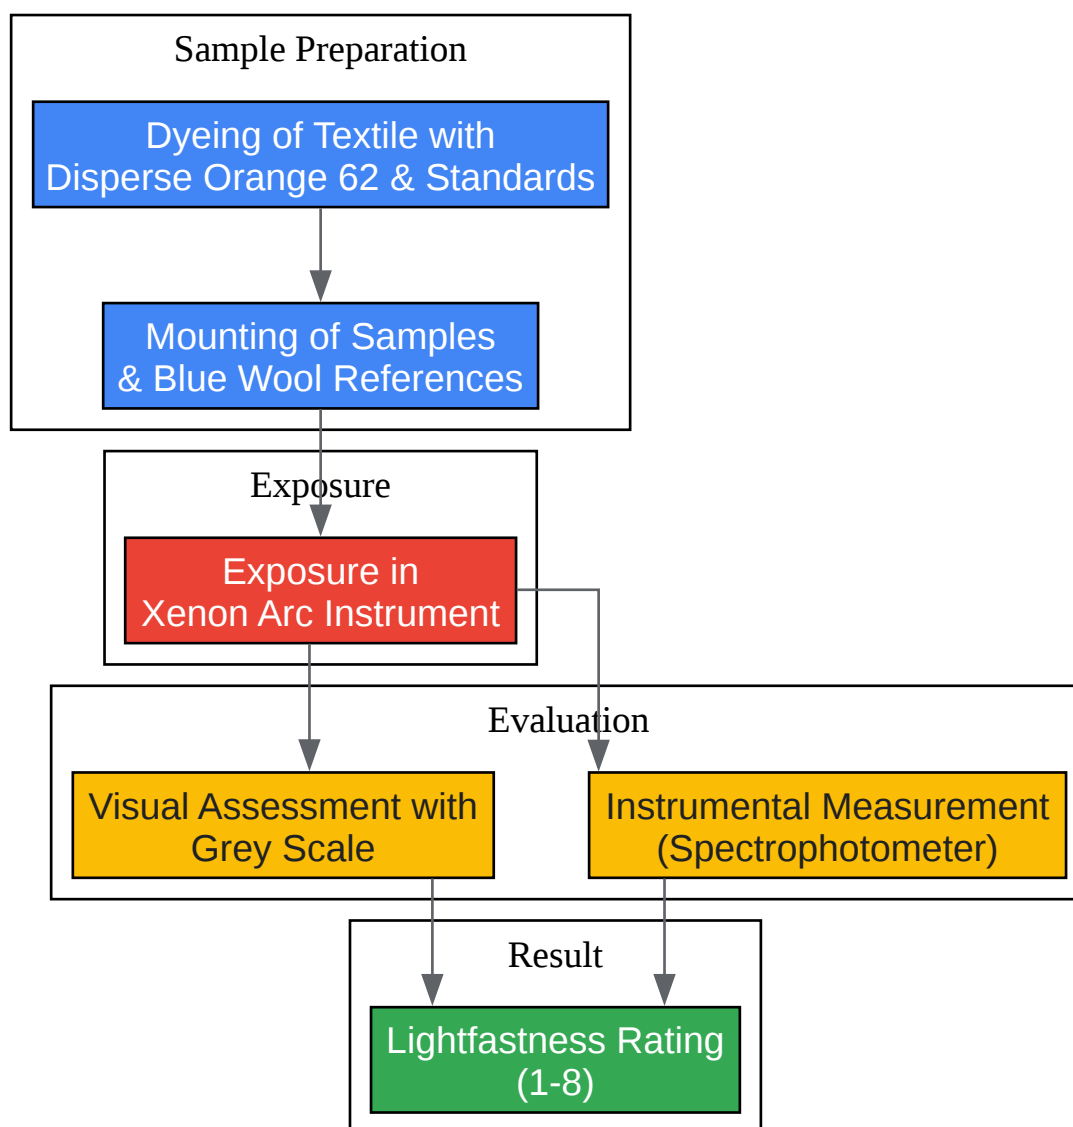 Sample Preparation
Dyeing of Textile with
Disperse Orange 62 & Standards
Mounting of Samples
& Blue Wool References
Exposure
Exposure in
Xenon Arc Instrument
Evaluation
Visual Assessment with
Grey Scale
Instrumental Measurement
(Spectrophotometer)
Result
Lightfastness Rating
(1-8)